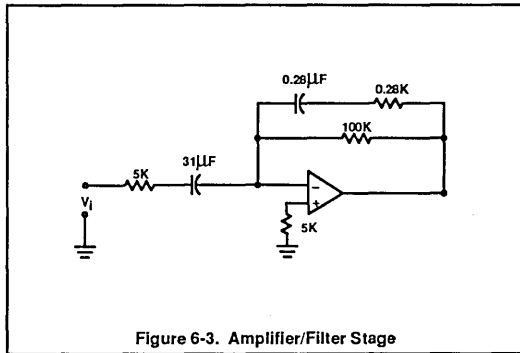 0.28μF
0.28K
100K
31μF
5K
Vi
−
+
5K
Figure 6-3. Amplifier/Filter Stage